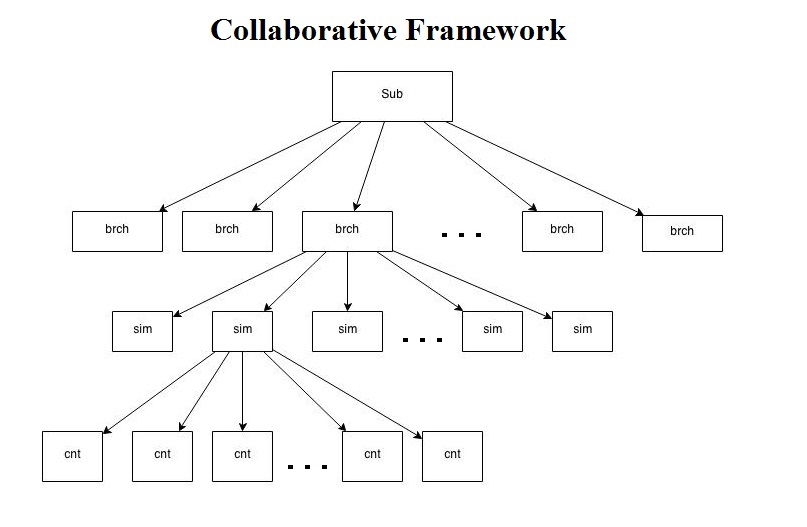 Collaborative Framework
Sub
brch brch brch . . . brch brch
sim sim sim . . . sim sim
cnt cnt cnt . . . cnt cnt